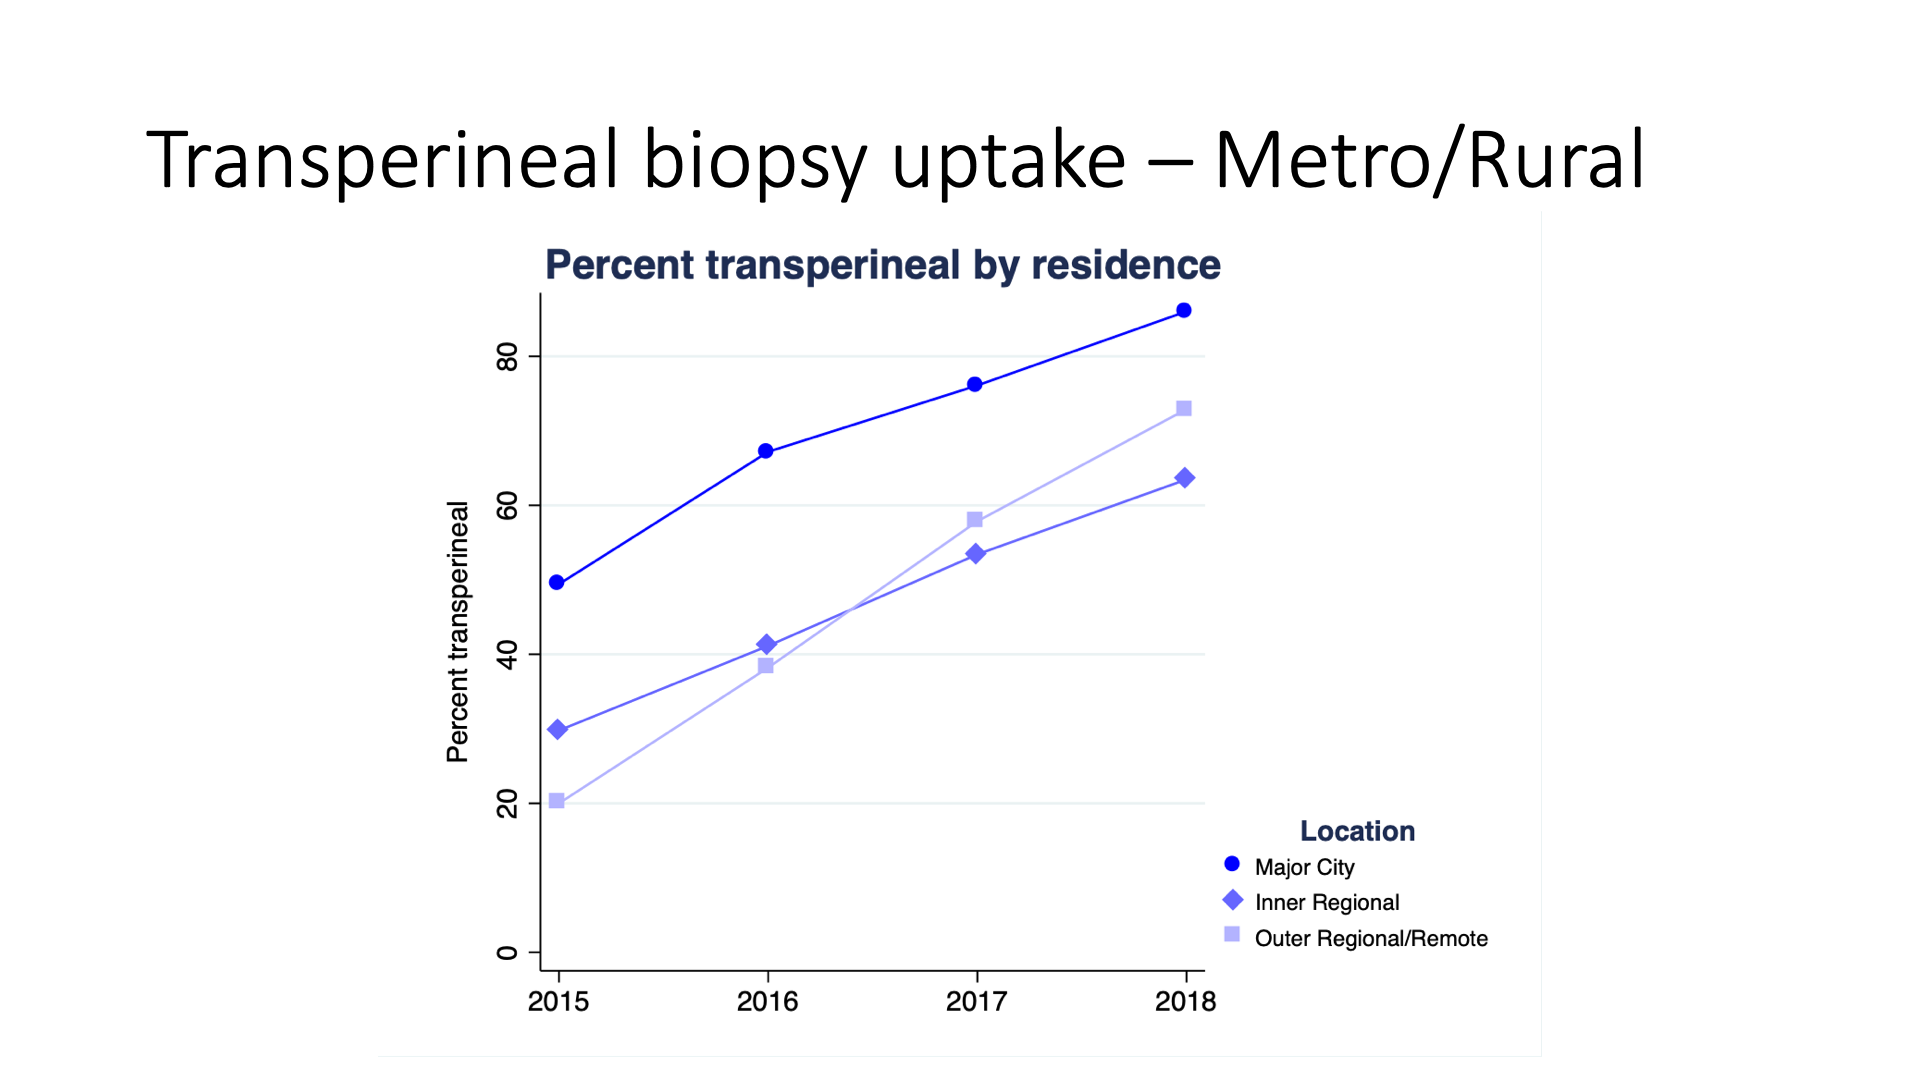 Transperineal biopsy uptake – Metro/Rural
Percent transperineal by residence
Percent transperineal
80
60
40
20
0
2015
2016
2017
2018
Location
Major City
Inner Regional
Outer Regional/Remote